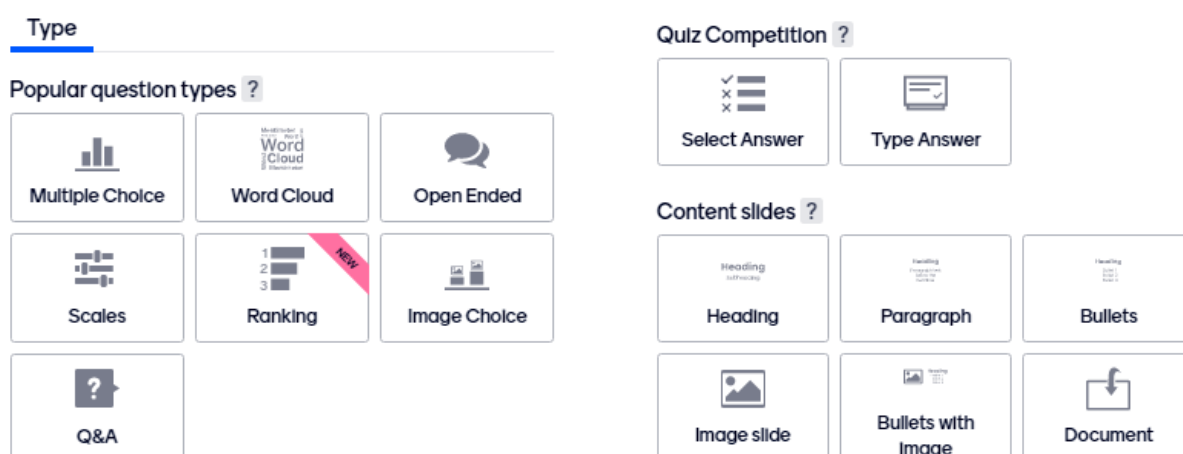 Type
Popular question types ?
Multiple Choice
Word
Cloud
Word Cloud
Open Ended
Scales
1
2
3
NEW
Ranking
Image Choice
?
Q&A
Quiz Competition ?
Select Answer
Type Answer
Content slides ?
Heading
Heading
Heading
Paragraph
Heading
Bullets
Image slide
Bullets with
Image
Document